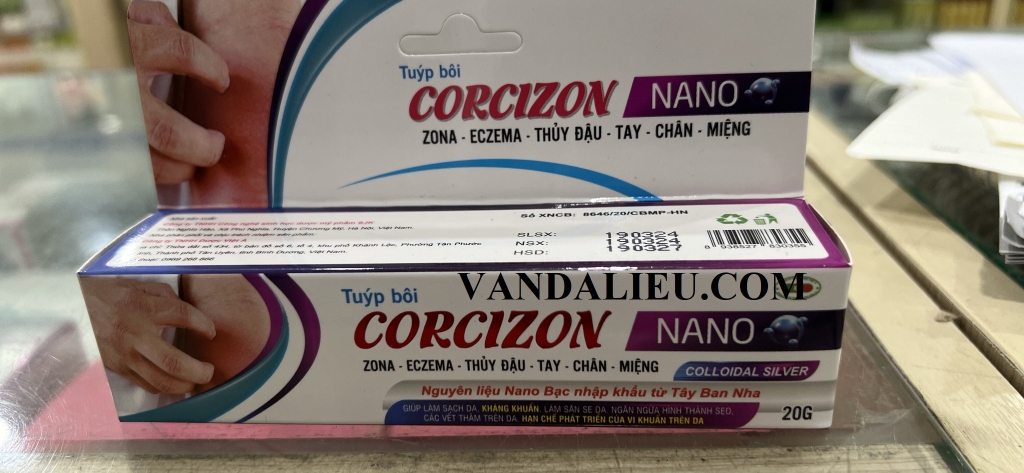 Tuýp bôi
CORCIZON NANO
ZONA - ECZEMA - THỦY ĐẬU - TAY - CHÂN - MIỆNG
Nhà sản xuất:
Số XNCB: 8646/20/CBMP-HN
SLSX: 190324
NSX: 190324
HSD: 190327
VANDALIEU.COM
Tuýp bôi
CORCIZON NANO
ZONA - ECZEMA - THỦY ĐẬU - TAY - CHÂN - MIỆNG
COLLOIDAL SILVER
Nguyên liệu Nano Bạc nhập khẩu từ Tây Ban Nha
GIÚP LÀM SẠCH DA, KHÁNG KHUẨN, LÀM SĂN SE DA, NGĂN NGỪA HÌNH THÀNH SẸO,
CÁC VẾT THÂM TRÊN DA. HẠN CHẾ PHÁT TRIỂN CỦA VI KHUẨN TRÊN DA
20G